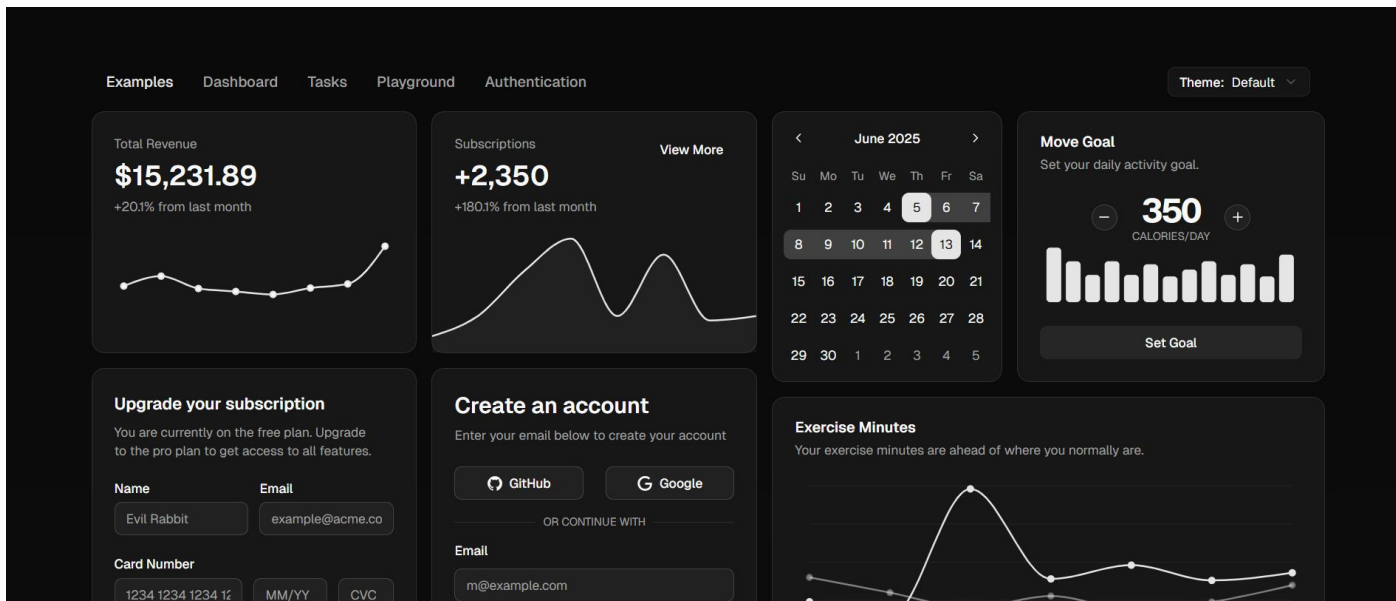 Examples Dashboard Tasks Playground Authentication
Theme: Default
Total Revenue
$15,231.89
+20.1% from last month
Subscriptions
View More
+2,350
+180.1% from last month
June 2025
Su Mo Tu We Th Fr Sa
1 2 3 4 5 6 7
8 9 10 11 12 13 14
15 16 17 18 19 20 21
22 23 24 25 26 27 28
29 30 1 2 3 4 5
Move Goal
Set your daily activity goal.
350
CALORIES/DAY
Set Goal
Upgrade your subscription
You are currently on the free plan. Upgrade
to the pro plan to get access to all features.
Name Email
Evil Rabbit example@acme.co
Card Number
1234 1234 1234 12 MM/YY CVC
Create an account
Enter your email below to create your account
GitHub Google
OR CONTINUE WITH
Email
m@example.com
Exercise Minutes
Your exercise minutes are ahead of where you normally are.